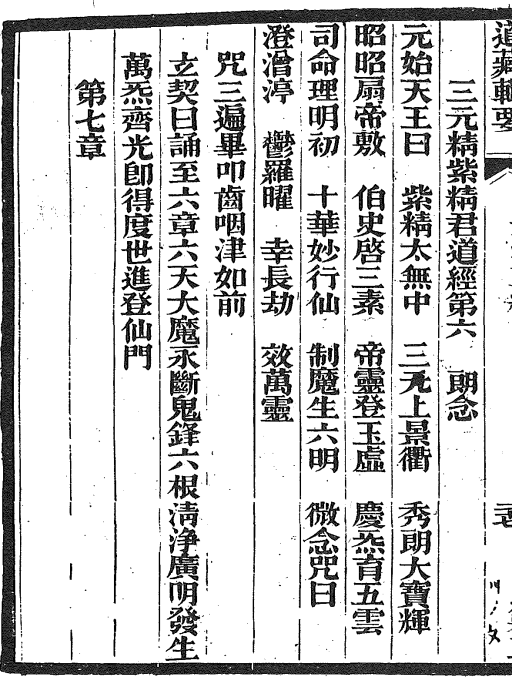 道藏輯要
三元精紫精君道經第六　朗念
元始天王曰　紫精太無中　三元上景衢　秀朗大寶輝
昭昭扇帝敷　伯史啓三素　帝靈登玉虛　慶炁育五雲
司命理明初　十華妙行仙　制魔生六明　微念咒曰
澄澘渟　鬱羅曜　幸長劫　效萬靈
咒三遍畢叩齒咽津如前
玄契曰誦至六章六天大魔永斷鬼鋒六根清淨廣明發生
萬炁齊光卽得度世進登仙門
第七章